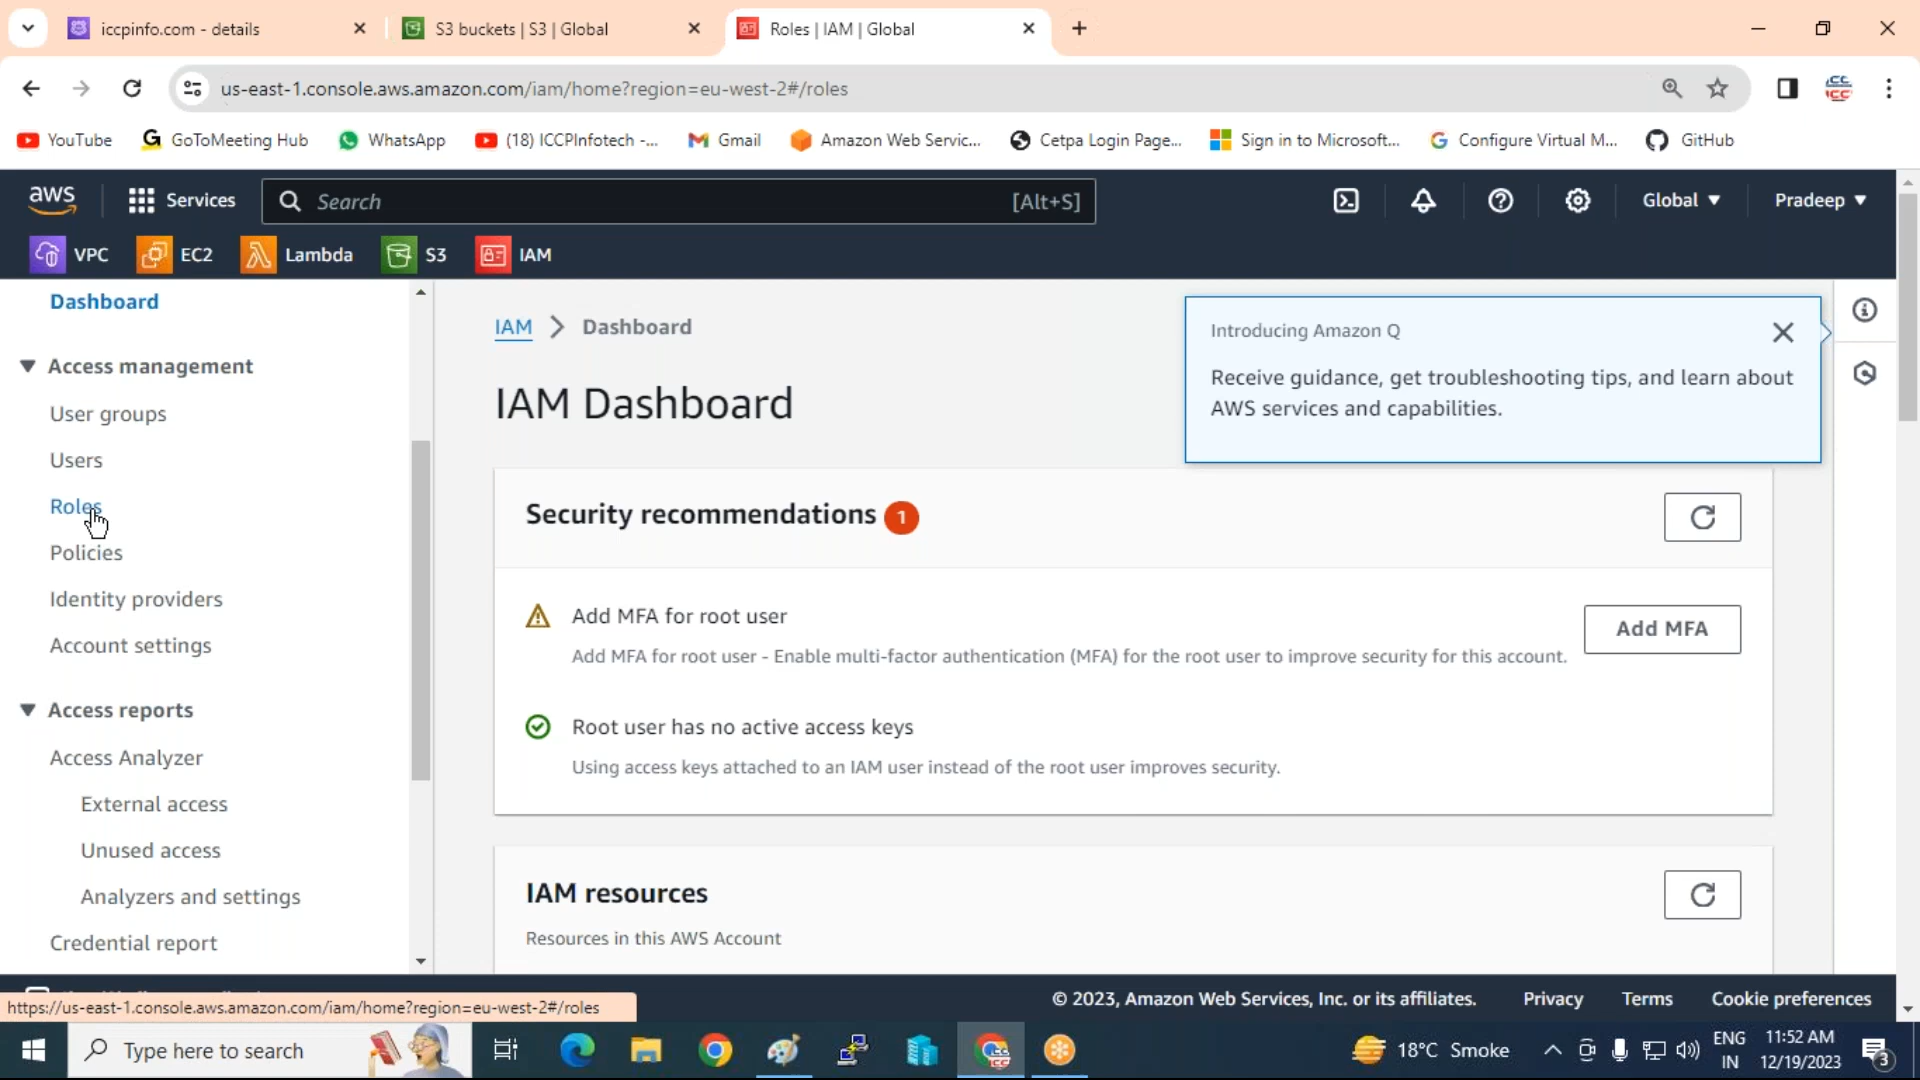 iccpinfo.com - details
S3 buckets | S3 | Global
Roles | IAM | Global
us-east-1.console.aws.amazon.com/iam/home?region=eu-west-2#/roles
YouTube
GoToMeeting Hub
WhatsApp
(18) ICCPInfotech -...
Gmail
Amazon Web Servic...
Cetpa Login Page...
Sign in to Microsoft...
Configure Virtual M...
GitHub
aws
Services
Search
[Alt+S]
Global
Pradeep
VPC
EC2
Lambda
S3
IAM
Dashboard
Access management
User groups
Users
Roles
Policies
Identity providers
Account settings
Access reports
Access Analyzer
External access
Unused access
Analyzers and settings
Credential report
IAM > Dashboard
IAM Dashboard
Introducing Amazon Q
Receive guidance, get troubleshooting tips, and learn about
AWS services and capabilities.
Security recommendations 1
Add MFA for root user
Add MFA for root user - Enable multi-factor authentication (MFA) for the root user to improve security for this account.
Add MFA
Root user has no active access keys
Using access keys attached to an IAM user instead of the root user improves security.
IAM resources
Resources in this AWS Account
https://us-east-1.console.aws.amazon.com/iam/home?region=eu-west-2#/roles
© 2023, Amazon Web Services, Inc. or its affiliates.
Privacy
Terms
Cookie preferences
Type here to search
18°C Smoke
ENG
IN
11:52 AM
12/19/2023
3